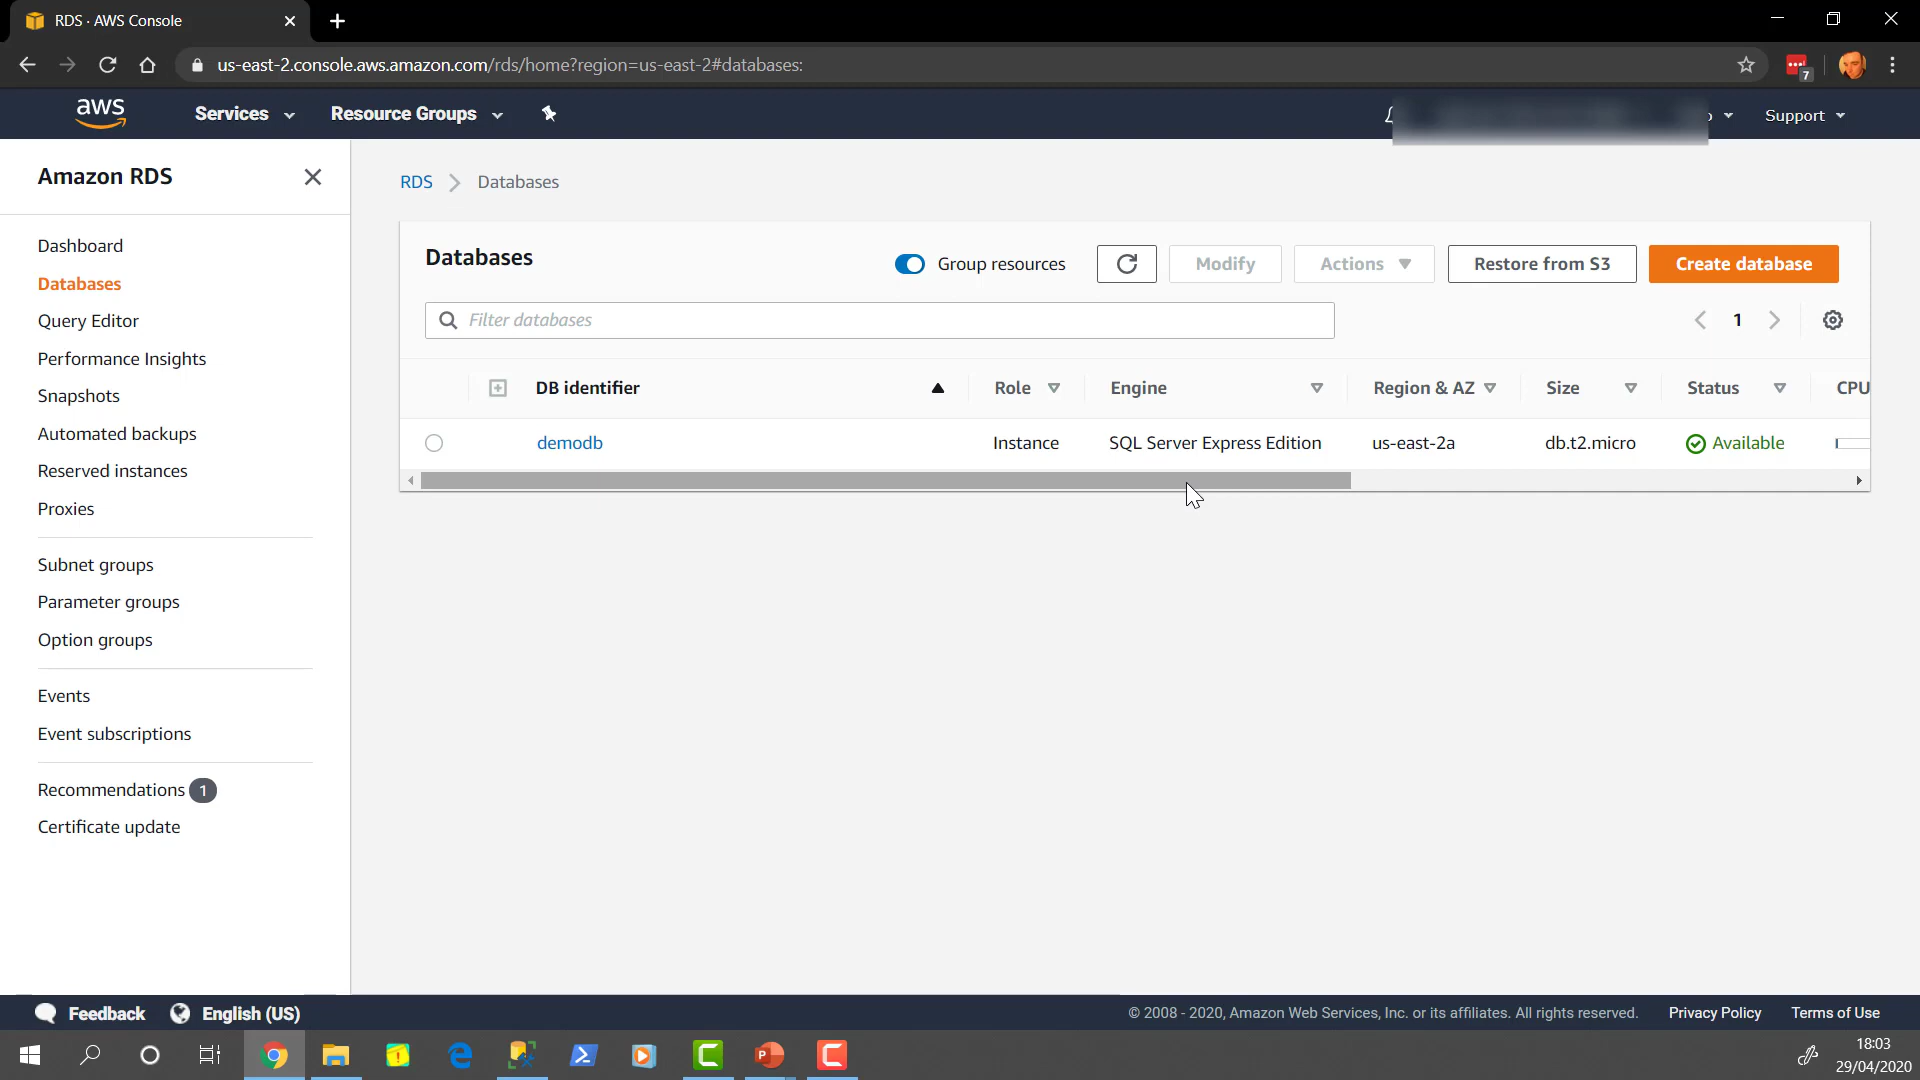 RDS · AWS Console
us-east-2.console.aws.amazon.com/rds/home?region=us-east-2#databases:
7
aws
Services
Resource Groups
Support
Amazon RDS
Dashboard
Databases
Query Editor
Performance Insights
Snapshots
Automated backups
Reserved instances
Proxies
Subnet groups
Parameter groups
Option groups
Events
Event subscriptions
Recommendations 1
Certificate update
RDS > Databases
Databases
Group resources
Modify
Actions
Restore from S3
Create database
Filter databases
1
DB identifier Role Engine Region & AZ Size Status CPU
demodb Instance SQL Server Express Edition us-east-2a db.t2.micro Available
Feedback
English (US)
© 2008 - 2020, Amazon Web Services, Inc. or its affiliates. All rights reserved.
Privacy Policy
Terms of Use
18:03
29/04/2020